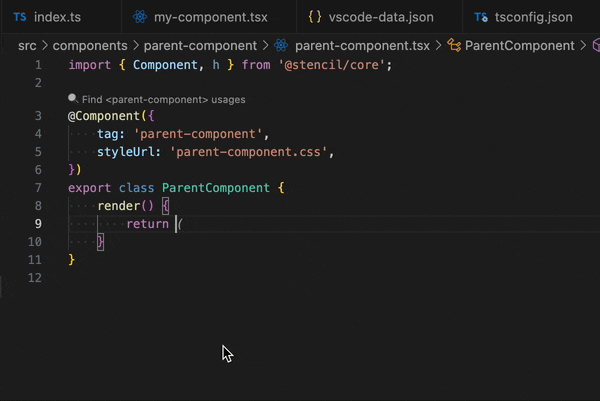 TS index.ts my-component.tsx {} vscode-data.json TS tsconfig.json
src > components > parent-component > parent-component.tsx > ParentComponent >
1 import { Component, h } from '@stencil/core';
2
Find <parent-component> usages
3 @Component({
4 ····tag: 'parent-component',
5 ····styleUrl: 'parent-component.css',
6 })
7 export class ParentComponent {
8 ····render() {
9 ········return (
10 ····}
11 }
12